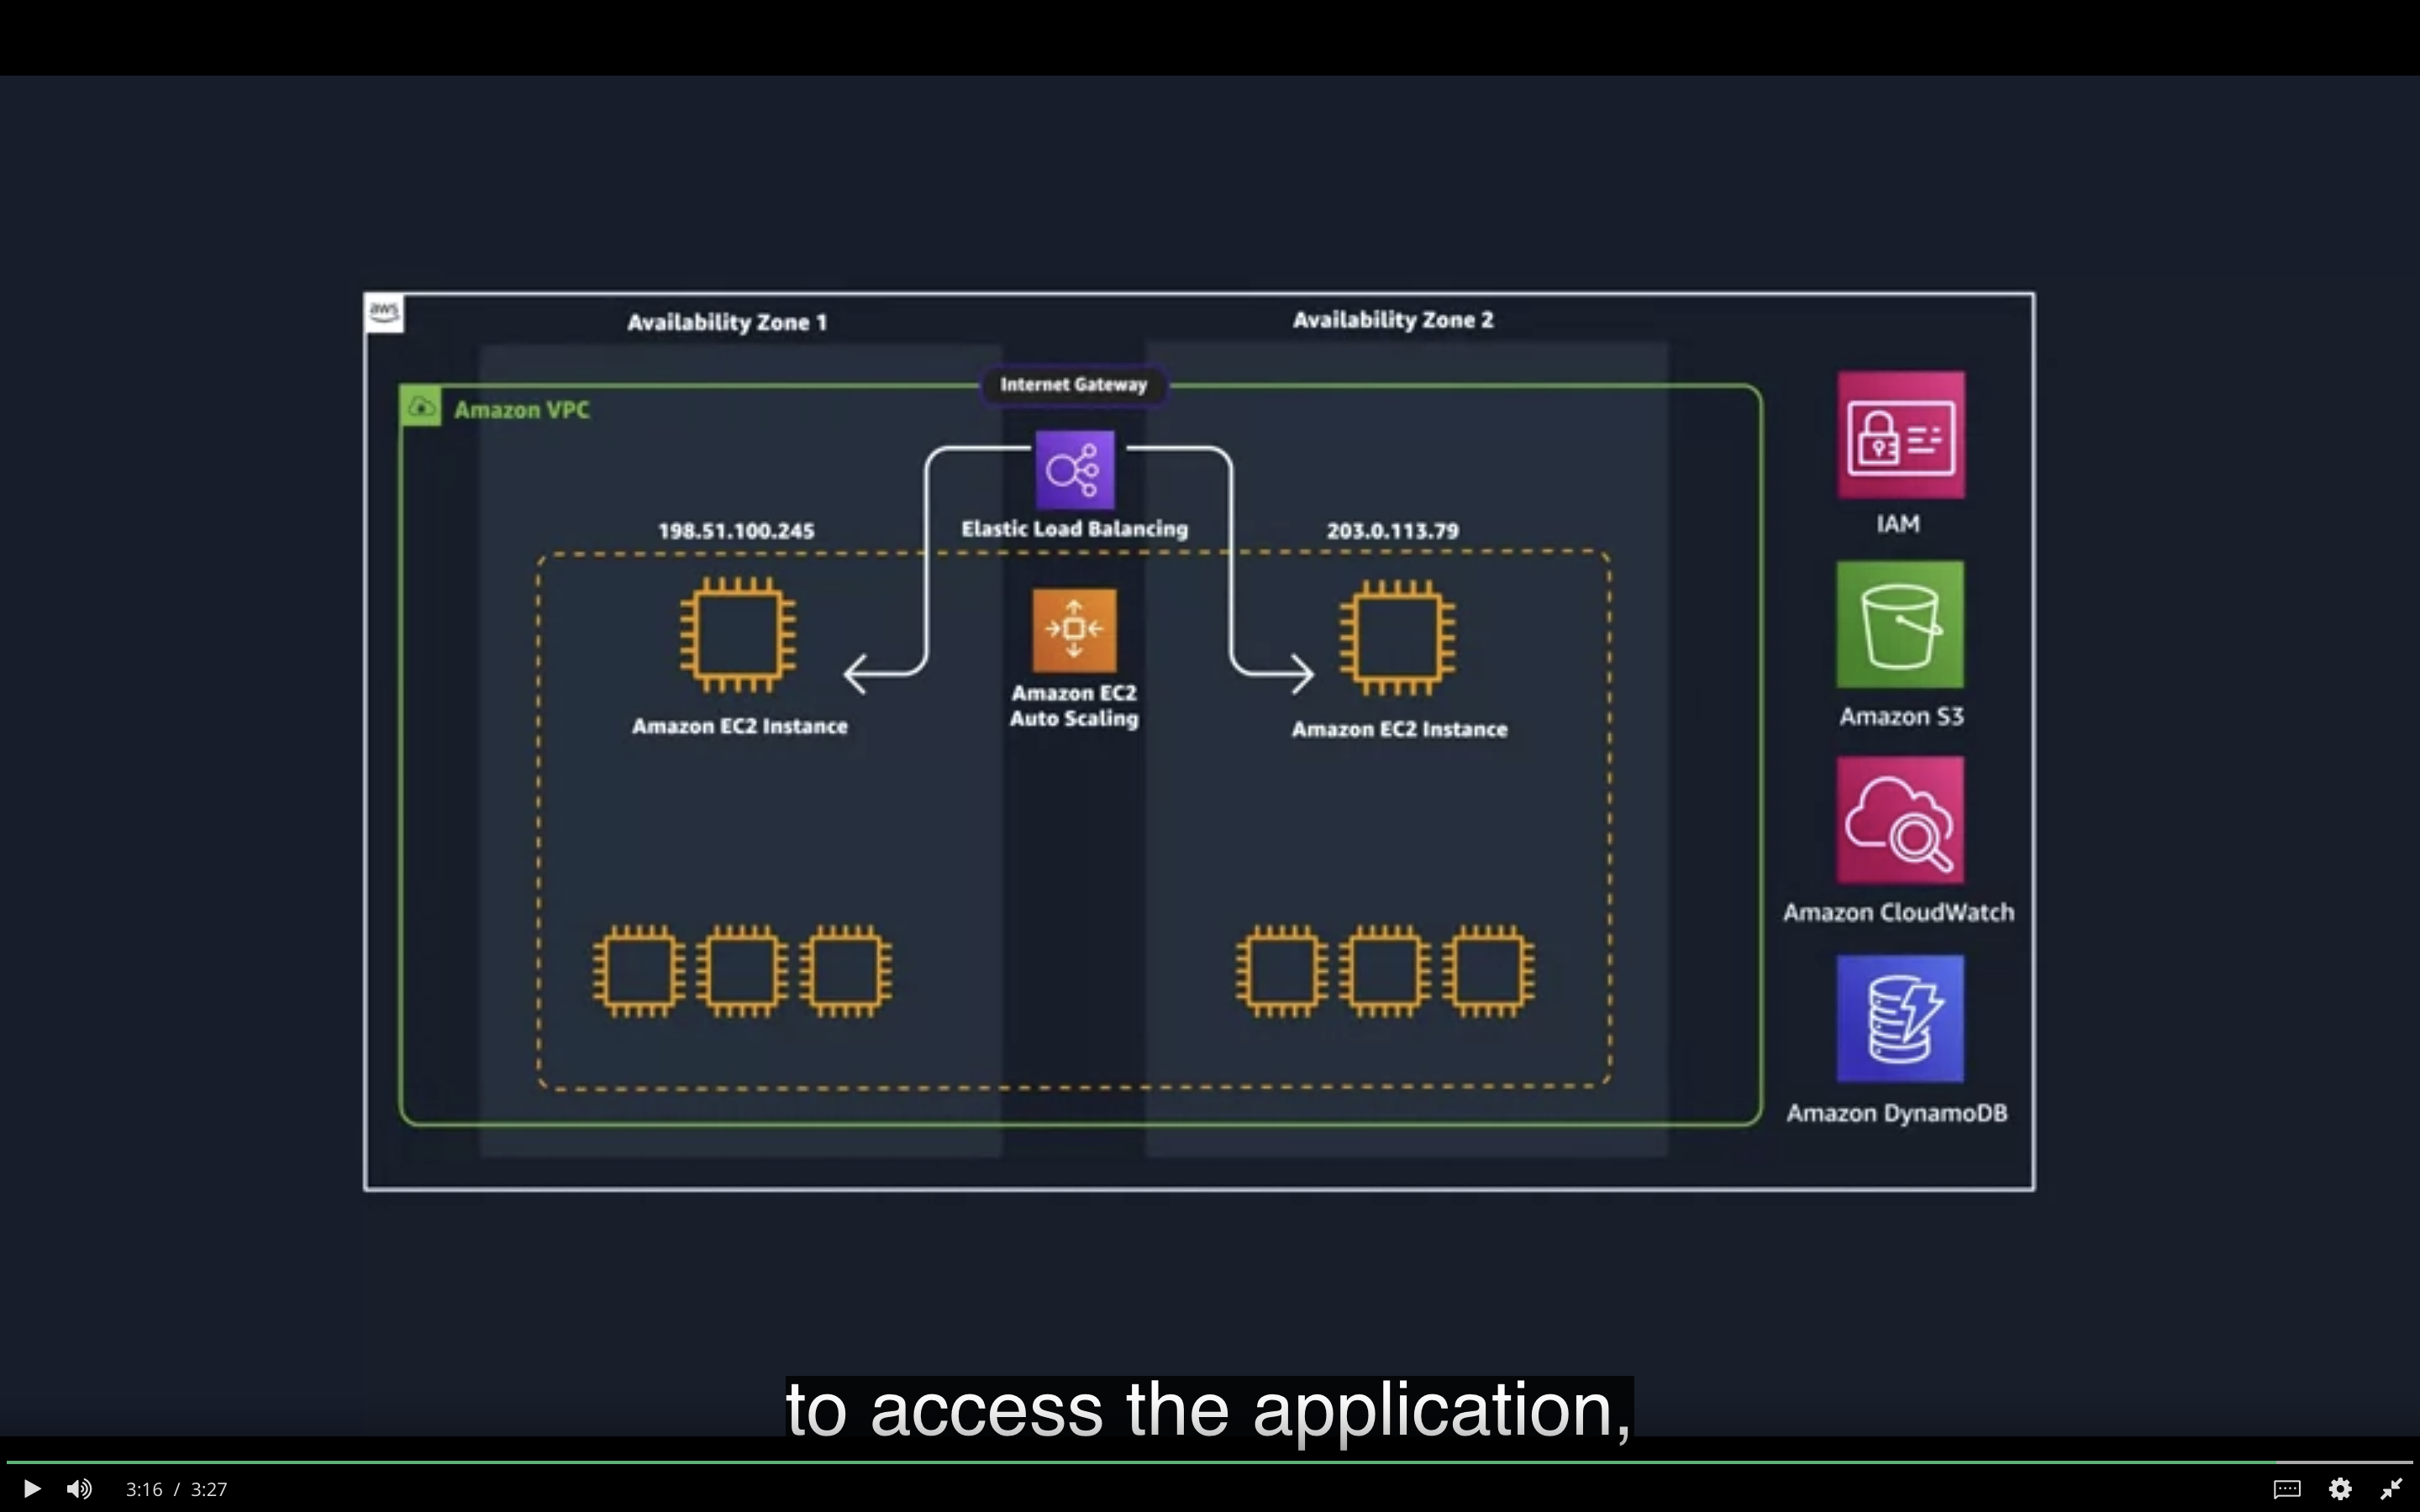 aws
Availability Zone 1
Availability Zone 2
Internet Gateway
Amazon VPC
198.51.100.245
Elastic Load Balancing
203.0.113.79
IAM
Amazon EC2
Auto Scaling
Amazon EC2 Instance
Amazon EC2 Instance
Amazon S3
Amazon CloudWatch
Amazon DynamoDB
to access the application,
3:16 / 3:27